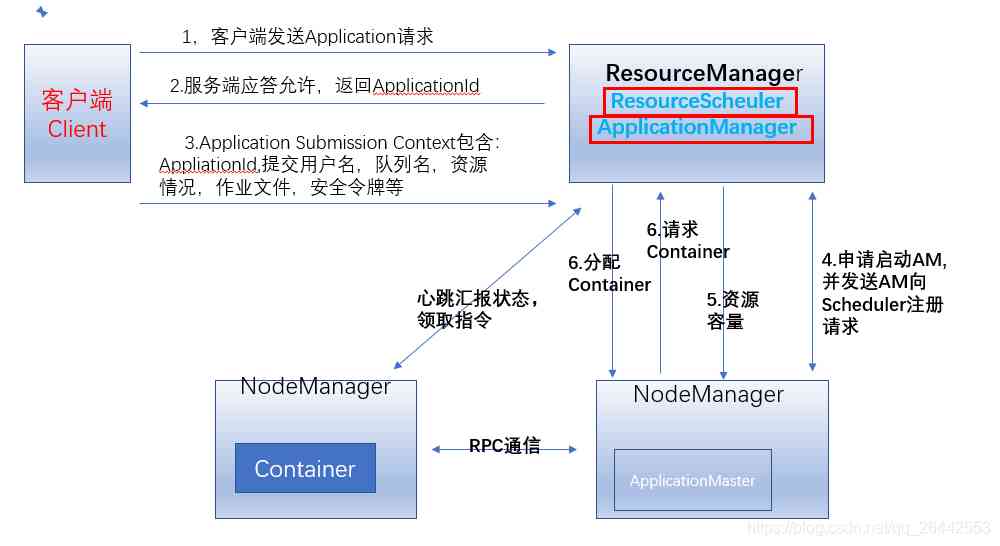 1，客户端发送Application请求
2.服务端应答允许，返回ApplicationId
3.Application Submission Context包含：
AppliationId,提交用户名，队列名，资源
情况，作业文件，安全令牌等
客户端
Client
ResourceManager
ResourceScheuler
ApplicationManager
6.分配
Container
6.请求
Container
5.资源
容量
4.申请启动AM,
并发送AM向
Scheduler注册
请求
心跳汇报状态，
领取指令
NodeManager
Container
RPC通信
NodeManager
ApplicationMaster
https://blog.csdn.net/qq_26442553